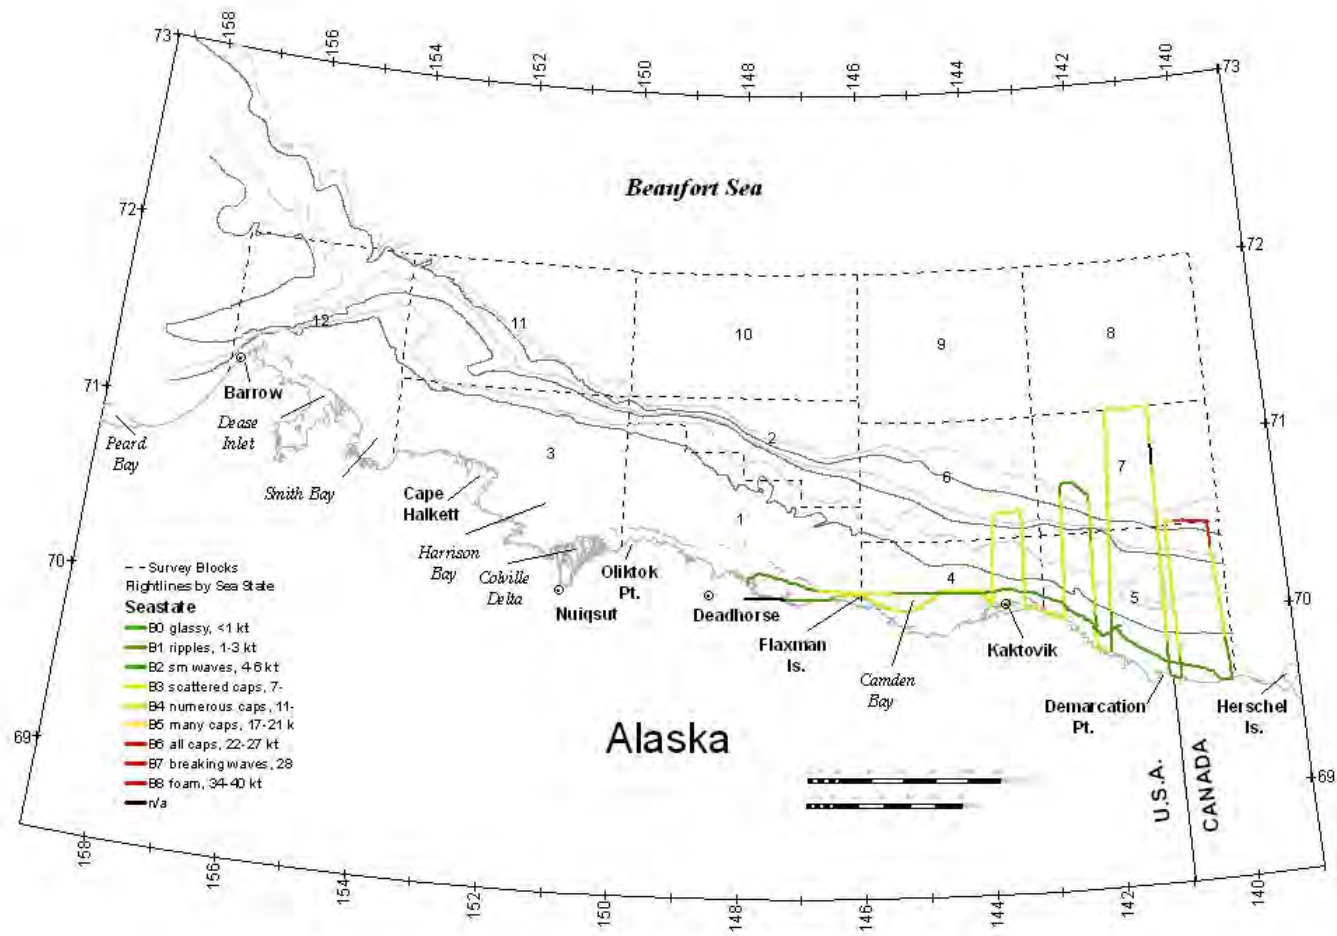 158
156
154
152
150
148
146
144
142
140
73
73
Beaufort Sea
72
72
12
11
10
9
8
71
71
Barrow
Peard
Bay
Dease
Inlet
Smith Bay
Cape
Halkett
3
2
6
7
1
4
5
Harrison
Bay
Colville
Delta
Oliktok
Pt.
Nuiqsut
Deadhorse
Flaxman
Is.
Camden
Bay
Kaktovik
Demarcation
Pt.
Herschel
Is.
70
70
- - Survey Blocks
Flightlines by Sea State
Seastate
B0 glassy, <1 kt
B1 ripples, 1-3 kt
B2 sm waves, 4-6 kt
B3 scattered caps, 7-
B4 numerous caps, 11-
B5 many caps, 17-21 k
B6 all caps, 22-27 kt
B7 breaking waves, 28
B8 foam, 34-40 kt
n/a
Alaska
U.S.A.
CANADA
69
69
158
156
154
152
150
148
146
144
142
140